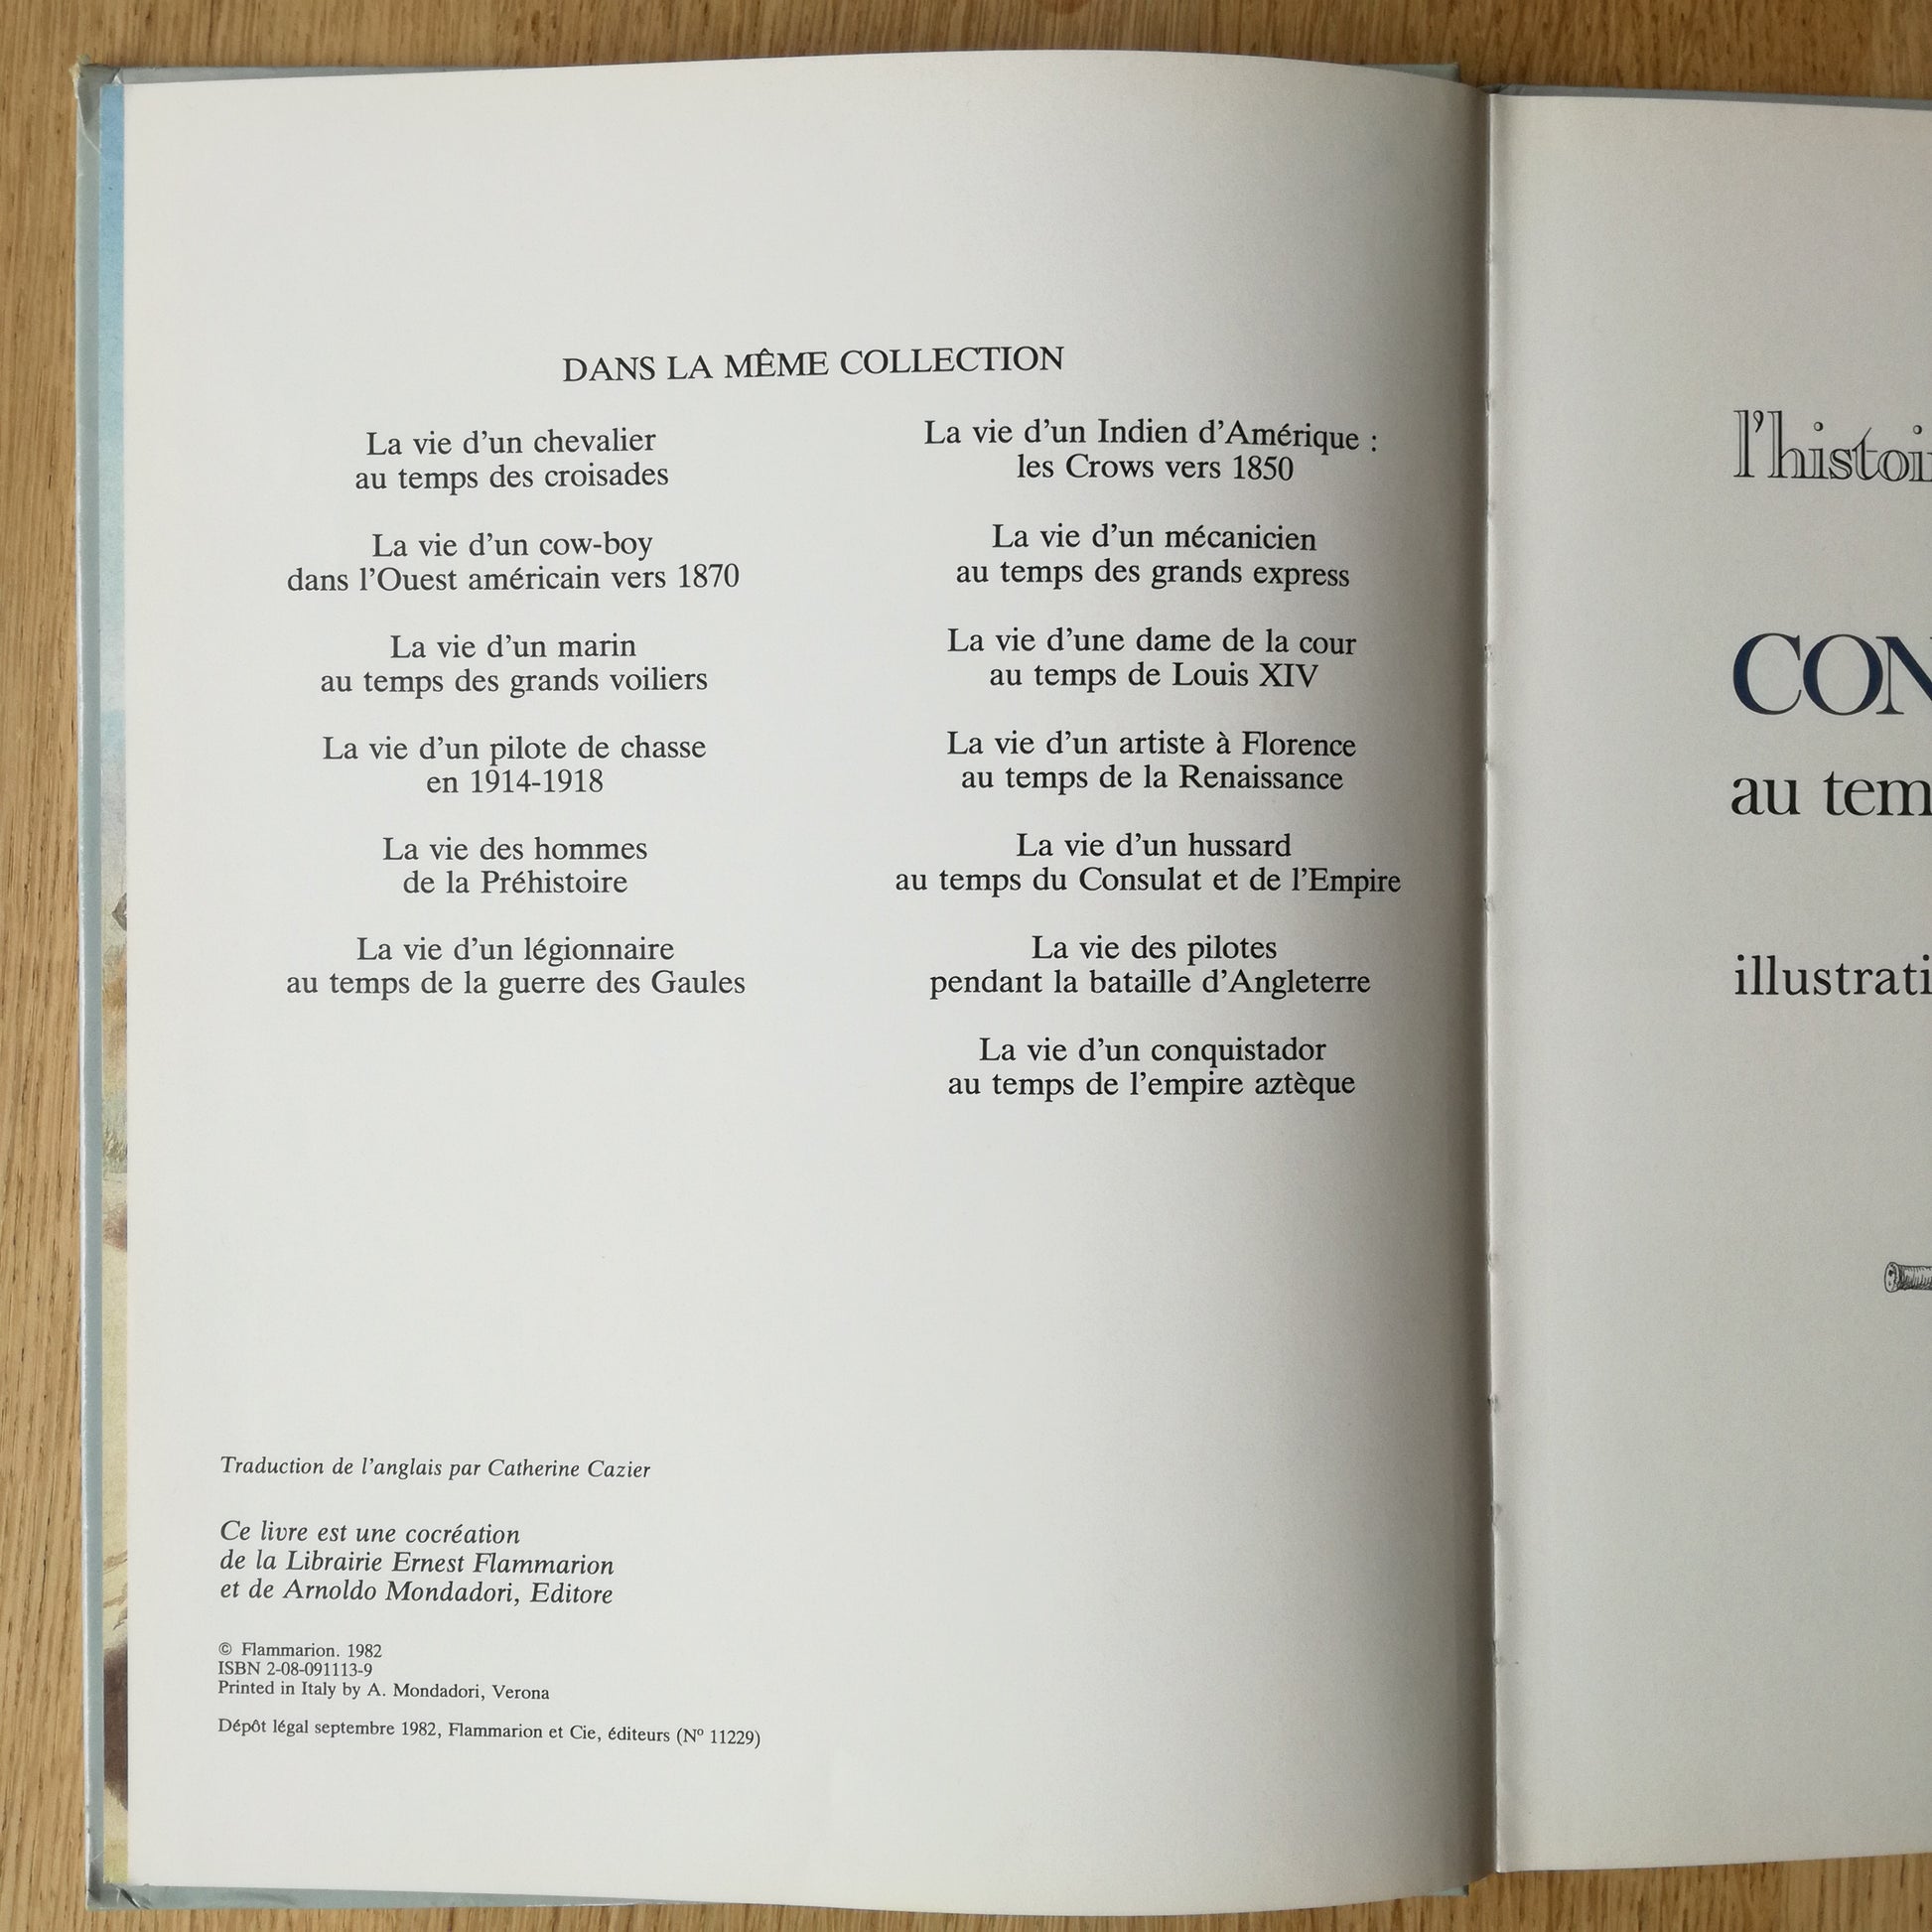 DANS LA MÊME COLLECTION
La vie d'un chevalier
au temps des croisades
La vie d'un cow-boy
dans l'Ouest américain vers 1870
La vie d'un marin
au temps des grands voiliers
La vie d'un pilote de chasse
en 1914-1918
La vie des hommes
de la Préhistoire
La vie d'un légionnaire
au temps de la guerre des Gaules
La vie d'un Indien d'Amérique :
les Crows vers 1850
La vie d'un mécanicien
au temps des grands express
La vie d'une dame de la cour
au temps de Louis XIV
La vie d'un artiste à Florence
au temps de la Renaissance
La vie d'un hussard
au temps du Consulat et de l'Empire
La vie des pilotes
pendant la bataille d'Angleterre
La vie d'un conquistador
au temps de l'empire aztèque
Traduction de l'anglais par Catherine Cazier
Ce livre est une cocréation
de la Librairie Ernest Flammarion
et de Arnoldo Mondadori, Editore
© Flammarion. 1982
ISBN 2-08-091113-9
Printed in Italy by A. Mondadori, Verona
Dépôt légal septembre 1982, Flammarion et Cie, éditeurs (Nº 11229)
l'histoi
CON
au tem
illustrati